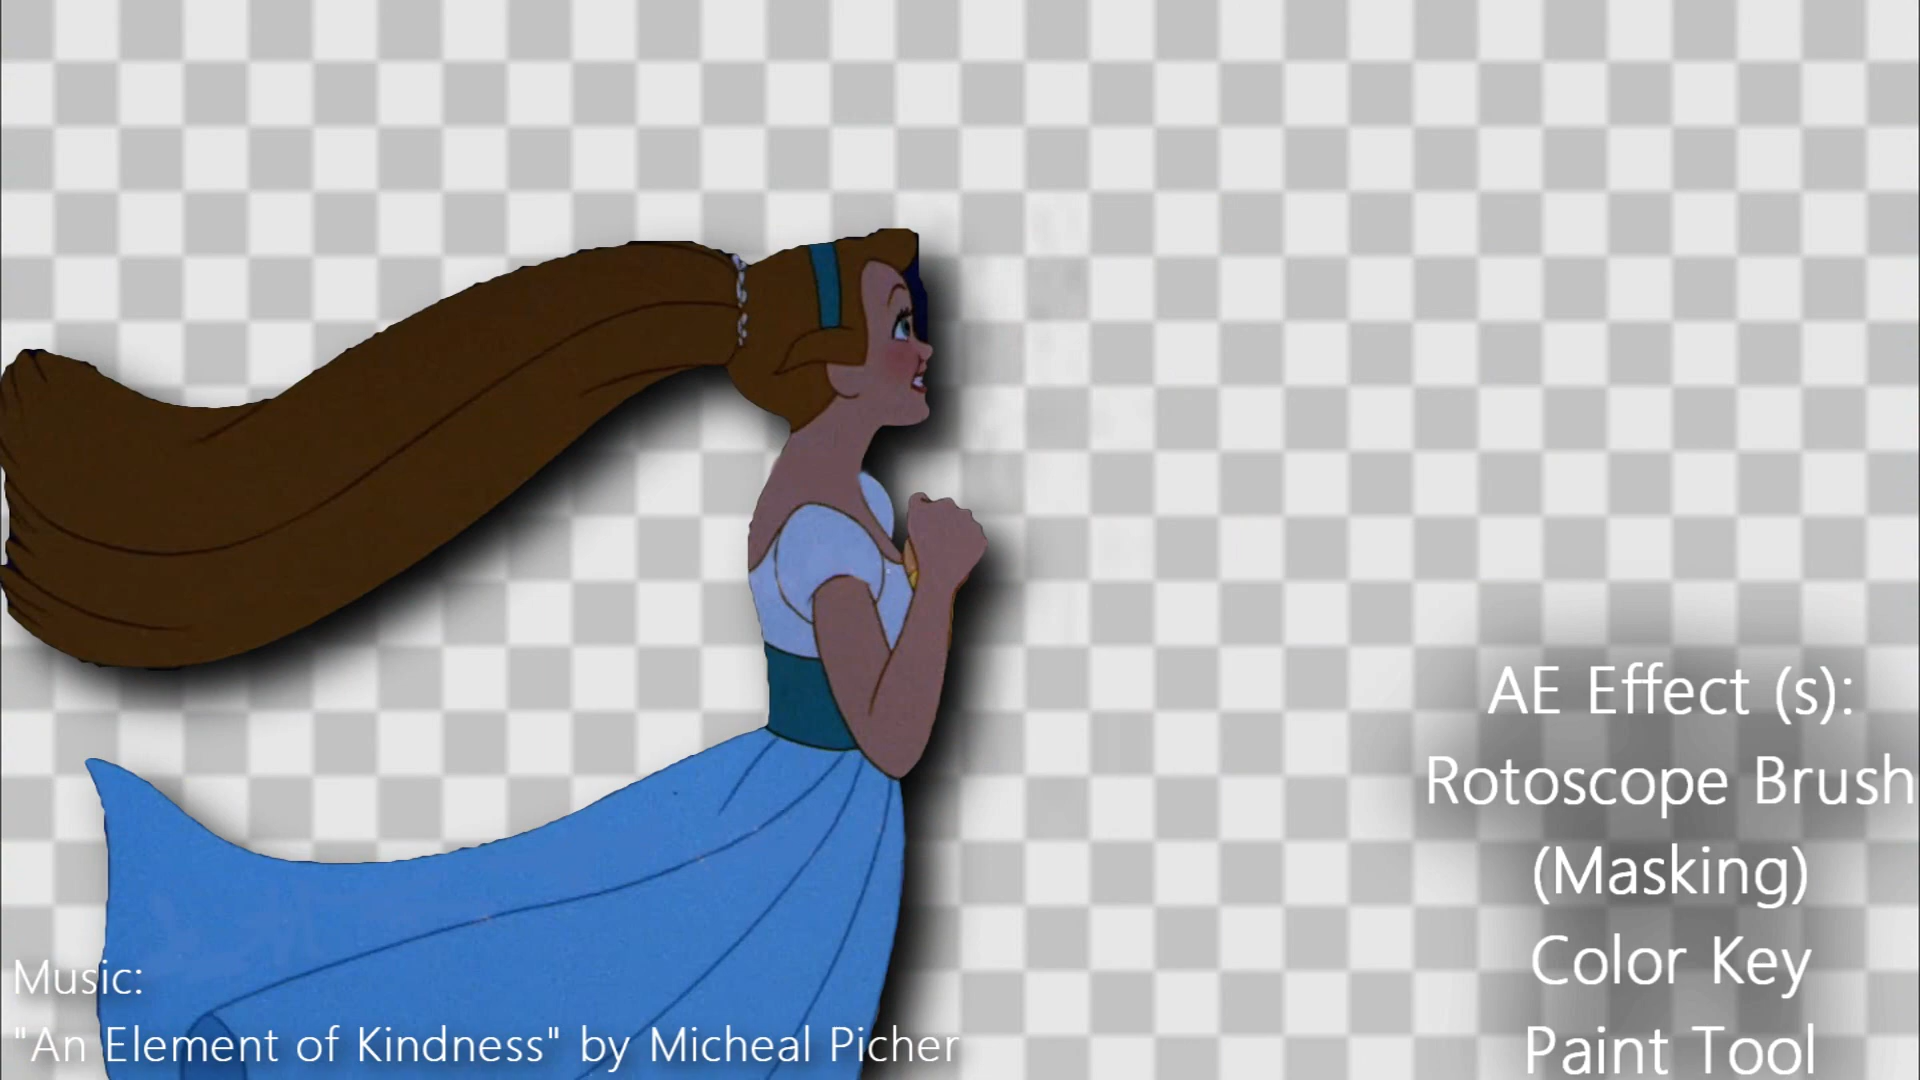 AE Effect (s):
Rotoscope Brush
(Masking)
Color Key
Paint Tool
Music:
"An Element of Kindness" by Micheal Picher